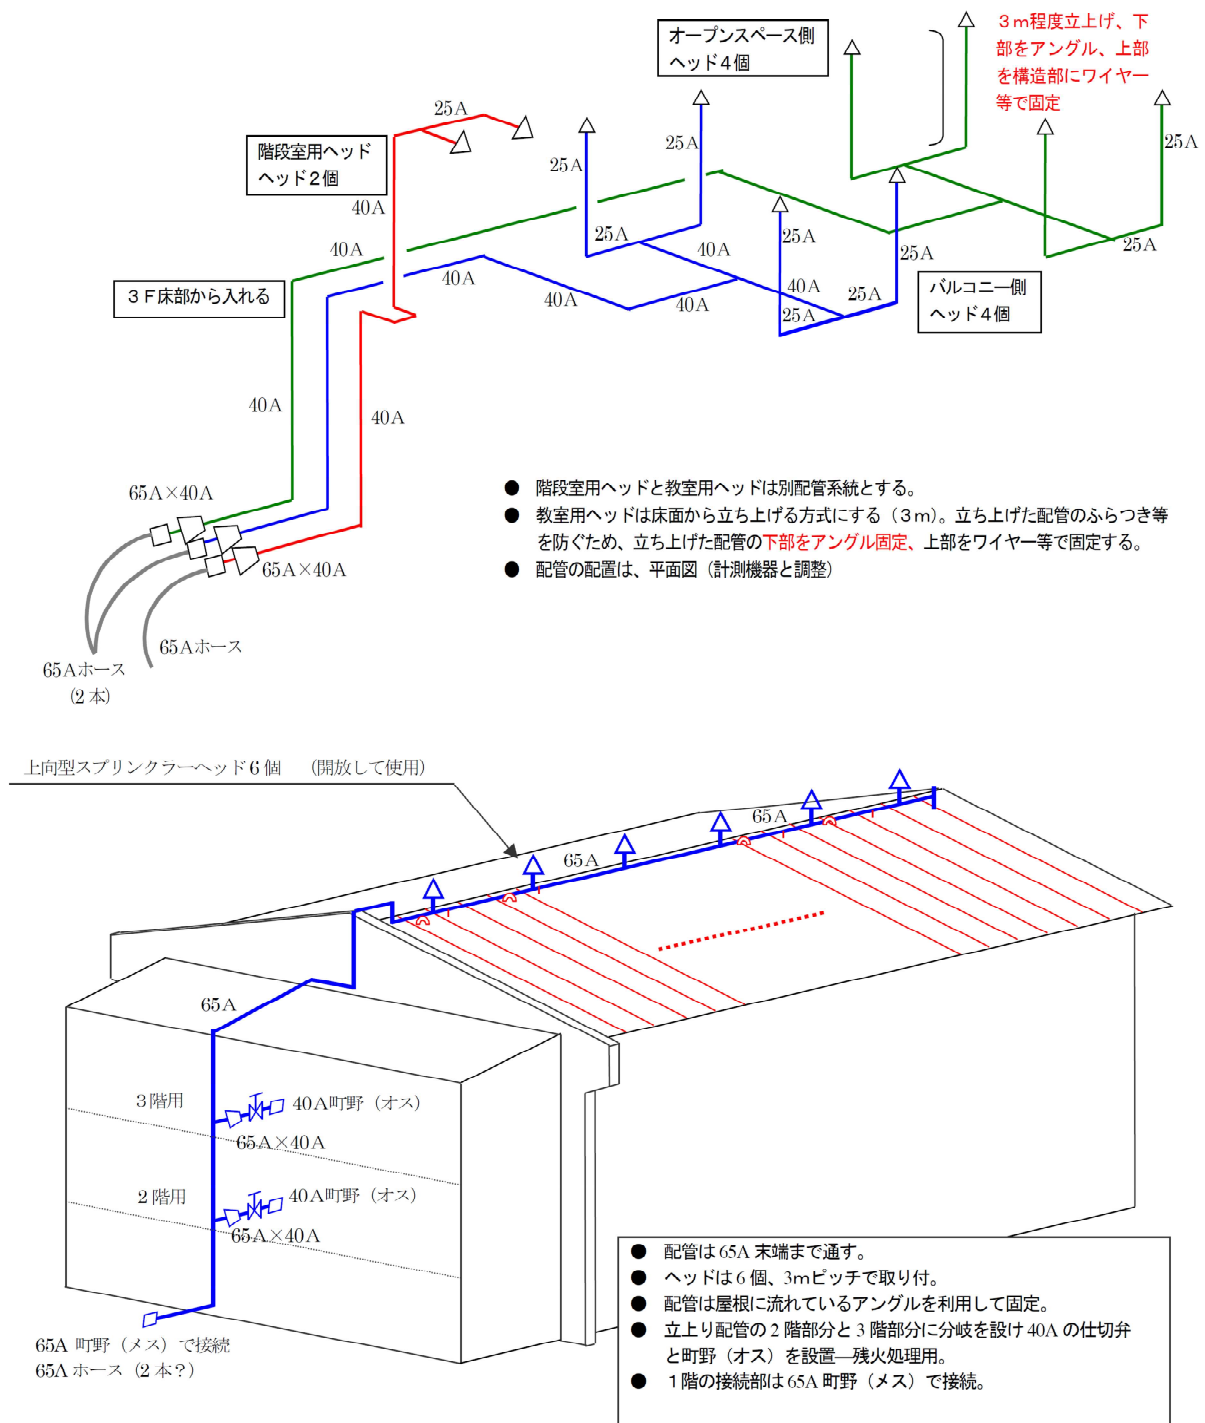 3m程度立上げ、下
部をアングル、上部
を構造部にワイヤー
等で固定
オープンスペース側
ヘッド4個
25A
階段室用ヘッド
ヘッド2個
25A
25A
25A
40A
25A
25A
25A
40A
40A
25A
40A
40A
40A
25A
40A
25A
3F床部から入れる
バルコニー側
ヘッド4個
40A
40A
65A×40A
65A×40A
65Aホース
65Aホース
(2本)
● 階段室用ヘッドと教室用ヘッドは別配管系統とする。
● 教室用ヘッドは床面から立ち上げる方式にする(3m)。立ち上げた配管のふらつき等
を防ぐため、立ち上げた配管の下部をアングル固定、上部をワイヤー等で固定する。
● 配管の配置は、平面図(計測機器と調整)
上向型スプリンクラーヘッド6個 (開放して使用)
65A
65A
65A
3階用
40A町野(オス)
65A×40A
2階用
40A町野(オス)
65A×40A
65A 町野(メス)で接続
65Aホース(2本?)
● 配管は65A末端まで通す。
● ヘッドは6個、3mピッチで取り付。
● 配管は屋根に流れているアングルを利用して固定。
● 立上り配管の2階部分と3階部分に分岐を設け40Aの仕切弁
と町野(オス)を設置―残火処理用。
● 1階の接続部は65A町野(メス)で接続。